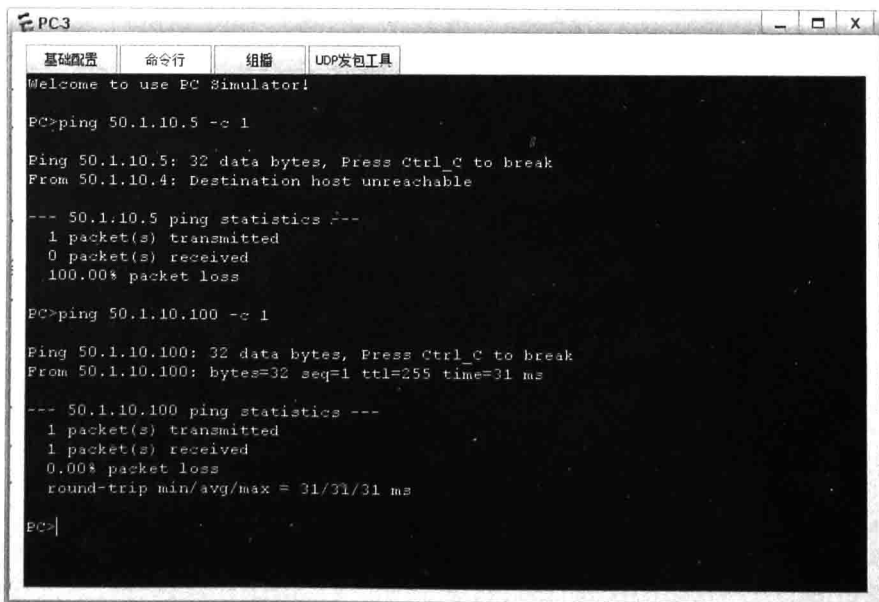 PC-3
基础配置 命令行 组播 UDP发包工具
Welcome to use PC Simulator!
PC>ping 50.1.10.5 -c 1
Ping 50.1.10.5: 32 data bytes, Press Ctrl_C to break
From 50.1.10.4: Destination host unreachable
--- 50.1.10.5 ping statistics ---
1 packet(s) transmitted
0 packet(s) received
100.00% packet loss
PC>ping 50.1.10.100 -c 1
Ping 50.1.10.100: 32 data bytes, Press Ctrl_C to break
From 50.1.10.100: bytes=32 seq=1 ttl=255 time=31 ms
--- 50.1.10.100 ping statistics ---
1 packet(s) transmitted
1 packet(s) received
0.00% packet loss
round-trip min/avg/max = 31/31/31 ms
PC>